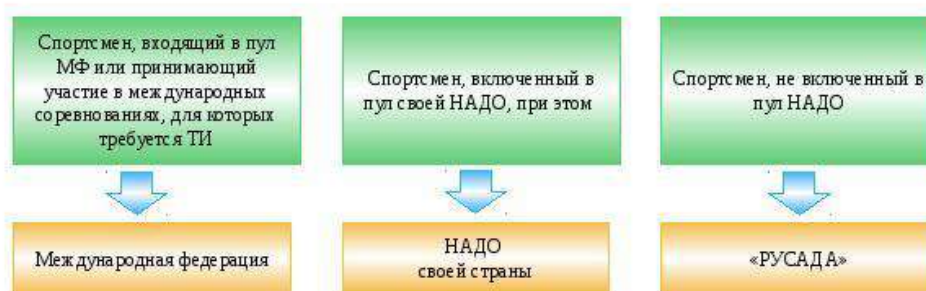 Спортсмен, входящий в пул
МФ или принимающий
участие в международных
соревнованиях, для которых
требуется ТИ
Спортсмен, включенный в
пул своей НАДО, при этом
Спортсмен, не включенный в
пул НАДО
Международная федерация
НАДО
своей страны
«РУСАДА»